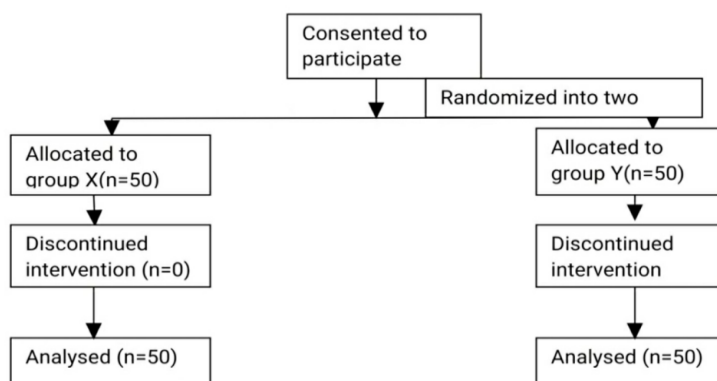 Consented to
participate
Randomized into two
Allocated to
group X(n=50)
Allocated to
group Y(n=50)
Discontinued
intervention (n=0)
Discontinued
intervention
Analysed (n=50)
Analysed (n=50)